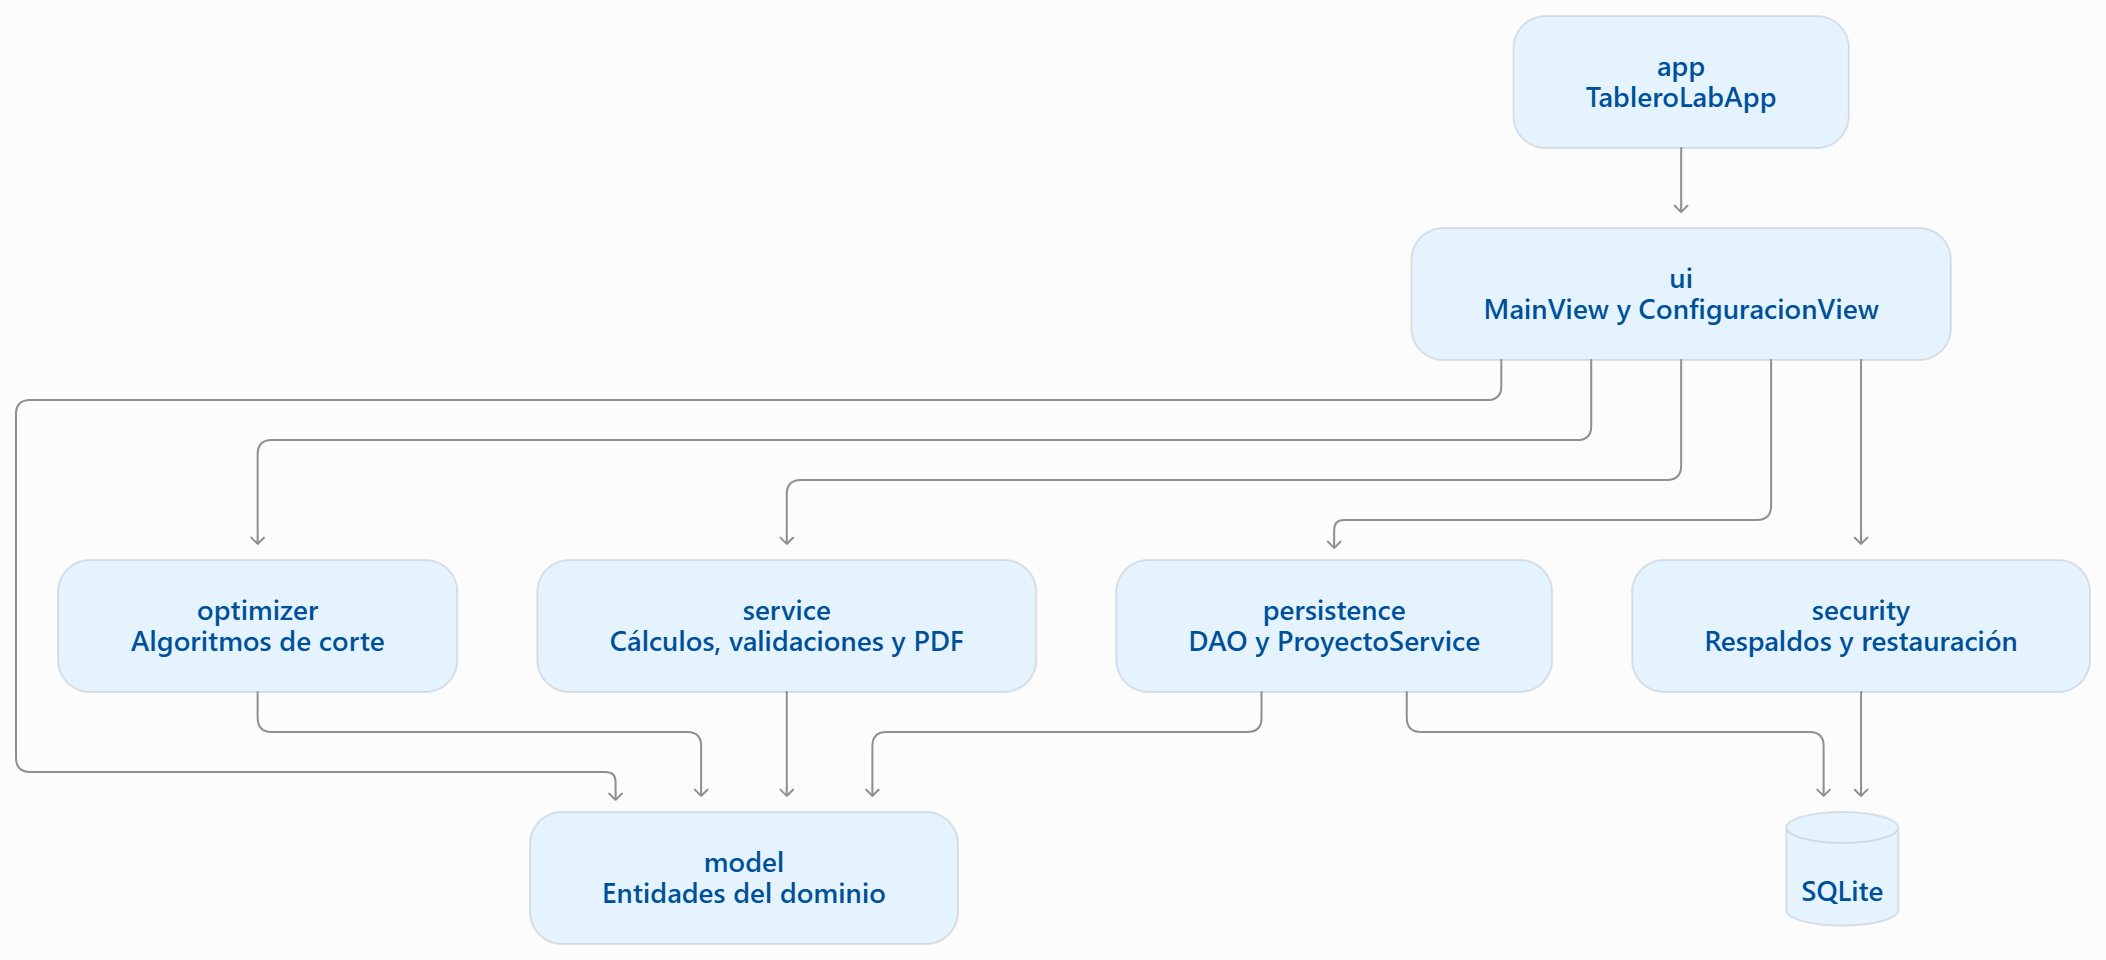 app
TableroLabApp
ui
MainView y ConfiguracionView
optimizer
Algoritmos de corte
service
Cálculos, validaciones y PDF
persistence
DAO y ProyectoService
security
Respaldos y restauración
model
Entidades del dominio
SQLite